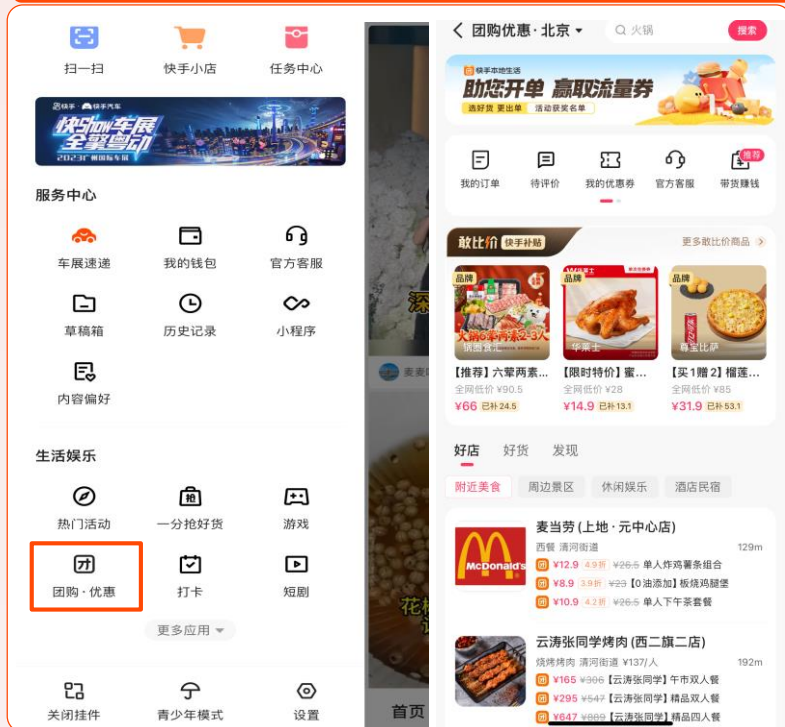 扫一扫
快手小店
任务中心
快手·快手汽车
快Show车展
全擎粤动
2023广州国际车展
服务中心
车展速递
我的钱包
官方客服
草稿箱
历史记录
小程序
内容偏好
生活娱乐
热门活动
一分抢好货
游戏
团购·优惠
打卡
短剧
更多应用
关闭挂件
青少年模式
设置
首页
团购优惠·北京
火锅
搜索
快手本地生活
助您开单 赢取流量券
选好货 更出单 活动获奖名单
我的订单
待评价
我的优惠券
官方客服
推荐
带货赚钱
敢比价 快手补贴
更多敢比价商品
品牌
火锅6荤两素2-3人
锅圈食汇
【推荐】六荤两素...
全网低价 ¥90.5
¥66 已补24.5
品牌
华莱士
【限时特价】蜜...
全网低价 ¥28
¥14.9 已补13.1
品牌
尊宝比萨
【买1赠2】榴莲...
全网低价 ¥85
¥31.9 已补53.1
好店 好货 发现
附近美食 周边景区 休闲娱乐 酒店民宿
McDonald's
麦当劳(上地·元中心店)
西餐 清河街道 129m
团 ¥12.9 4.9折 ¥26.5 单人炸鸡薯条组合
团 ¥8.9 3.9折 ¥23 【0油添加】板烧鸡腿堡
团 ¥10.9 4.2折 ¥26.5 单人下午茶套餐
云涛张同学烤肉(西二旗二店)
烧烤烤肉 清河街道 ¥137/人 192m
团 ¥165 ¥306 【云涛张同学】午市双人餐
团 ¥295 ¥547 【云涛张同学】精品双人餐
团 ¥647 ¥889 【云涛张同学】精品四人餐